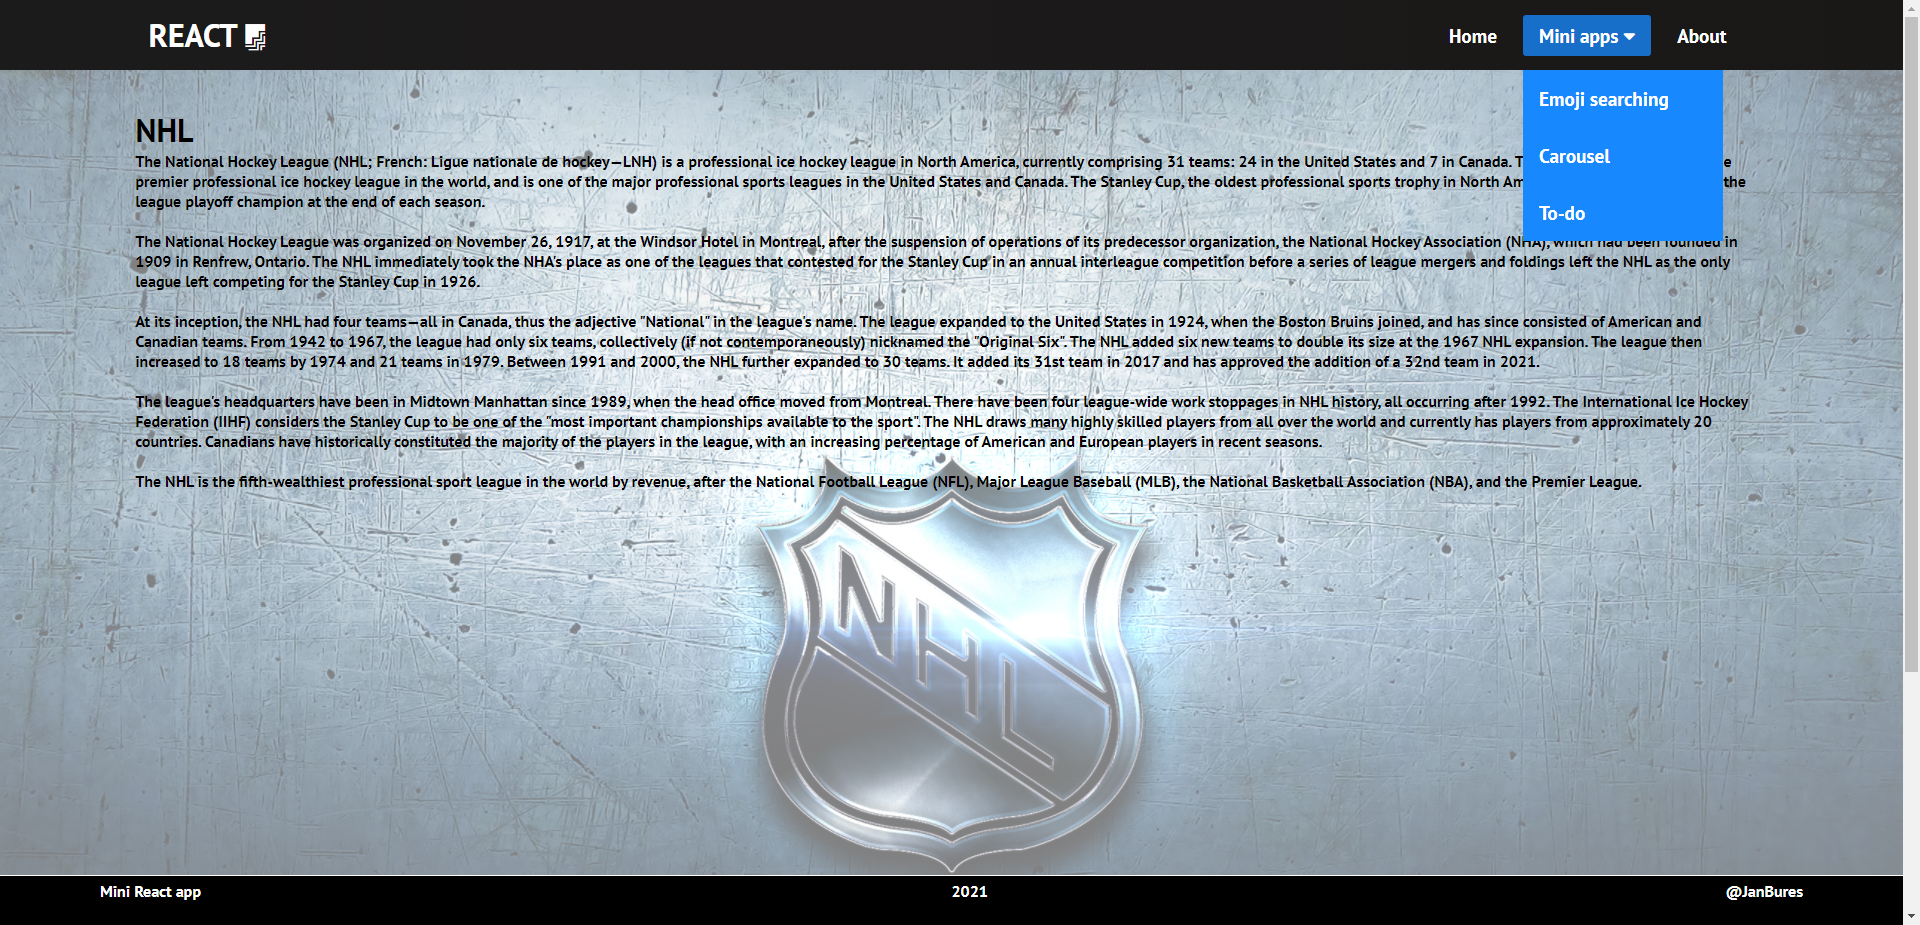 REACT
Home Mini apps About
Emoji searching
Carousel
To-do
NHL
The National Hockey League (NHL; French: Ligue nationale de hockey—LNH) is a professional ice hockey league in North America, currently comprising 31 teams: 24 in the United States and 7 in Canada.
premier professional ice hockey league in the world, and is one of the major professional sports leagues in the United States and Canada. The Stanley Cup, the oldest professional sports trophy in North the
league playoff champion at the end of each season.
The National Hockey League was organized on November 26, 1917, at the Windsor Hotel in Montreal, after the suspension of operations of its predecessor organization, the National Hockey Association (NHA), which had been founded in
1909 in Renfrew, Ontario. The NHL immediately took the NHA's place as one of the leagues that contested for the Stanley Cup in an annual interleague competition before a series of league mergers and foldings left the NHL as the only
league left competing for the Stanley Cup in 1926.
At its inception, the NHL had four teams—all in Canada, thus the adjective "National" in the league's name. The league expanded to the United States in 1924, when the Boston Bruins joined, and has since consisted of American and
Canadian teams. From 1942 to 1967, the league had only six teams, collectively (if not contemporaneously) nicknamed the "Original Six". The NHL added six new teams to double its size at the 1967 NHL expansion. The league then
increased to 18 teams by 1974 and 21 teams in 1979. Between 1991 and 2000, the NHL further expanded to 30 teams. It added its 31st team in 2017 and has approved the addition of a 32nd team in 2021.
The league's headquarters have been in Midtown Manhattan since 1989, when the head office moved from Montreal. There have been four league-wide work stoppages in NHL history, all occurring after 1992. The International Ice Hockey
Federation (IIHF) considers the Stanley Cup to be one of the "most important championships available to the sport". The NHL draws many highly skilled players from all over the world and currently has players from approximately 20
countries. Canadians have historically constituted the majority of the players in the league, with an increasing percentage of American and European players in recent seasons.
The NHL is the fifth-wealthiest professional sport league in the world by revenue, after the National Football League (NFL), Major League Baseball (MLB), the National Basketball Association (NBA), and the Premier League.
NHL
Mini React app 2021 @JanBures